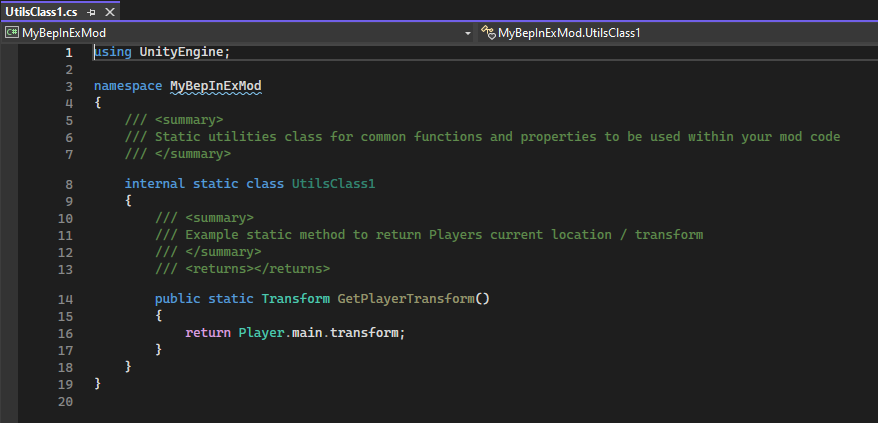 UtilsClass1.cs
C# MyBepInExMod MyBepInExMod.UtilsClass1
1 using UnityEngine;
2
3 namespace MyBepInExMod
4 {
5 /// <summary>
6 /// Static utilities class for common functions and properties to be used within your mod code
7 /// </summary>
8 internal static class UtilsClass1
9 {
10 /// <summary>
11 /// Example static method to return Players current location / transform
12 /// </summary>
13 /// <returns></returns>
14 public static Transform GetPlayerTransform()
15 {
16 return Player.main.transform;
17 }
18 }
19 }
20